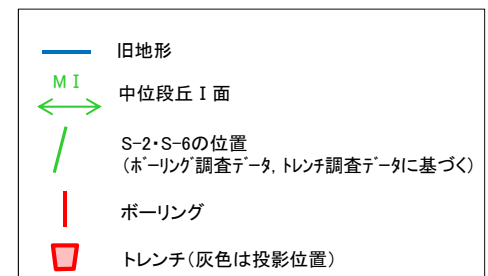 旧地形
ＭⅠ
中位段丘Ⅰ面
S-2・S-6の位置
（ﾎﾞｰﾘﾝｸﾞ調査ﾃﾞｰﾀ，ﾄﾚﾝﾁ調査ﾃﾞｰﾀに基づく）
ボーリング
トレンチ（灰色は投影位置）